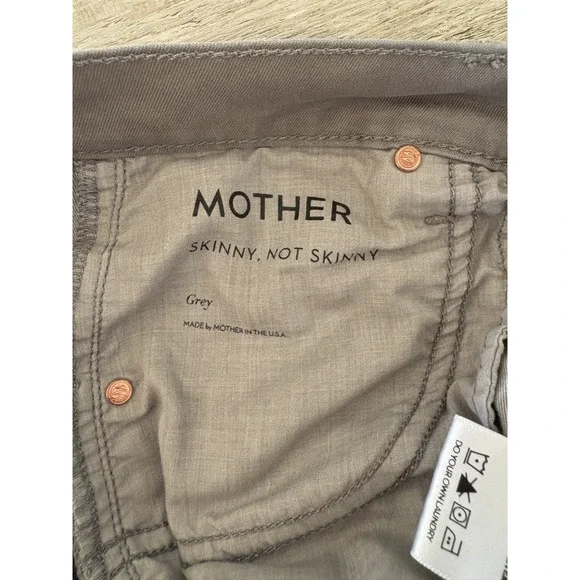 MOTHER
SKINNY, NOT SKINNY
Grey
MADE by MOTHER IN THE U.S.A.
DO YOUR OWN LAUNDRY